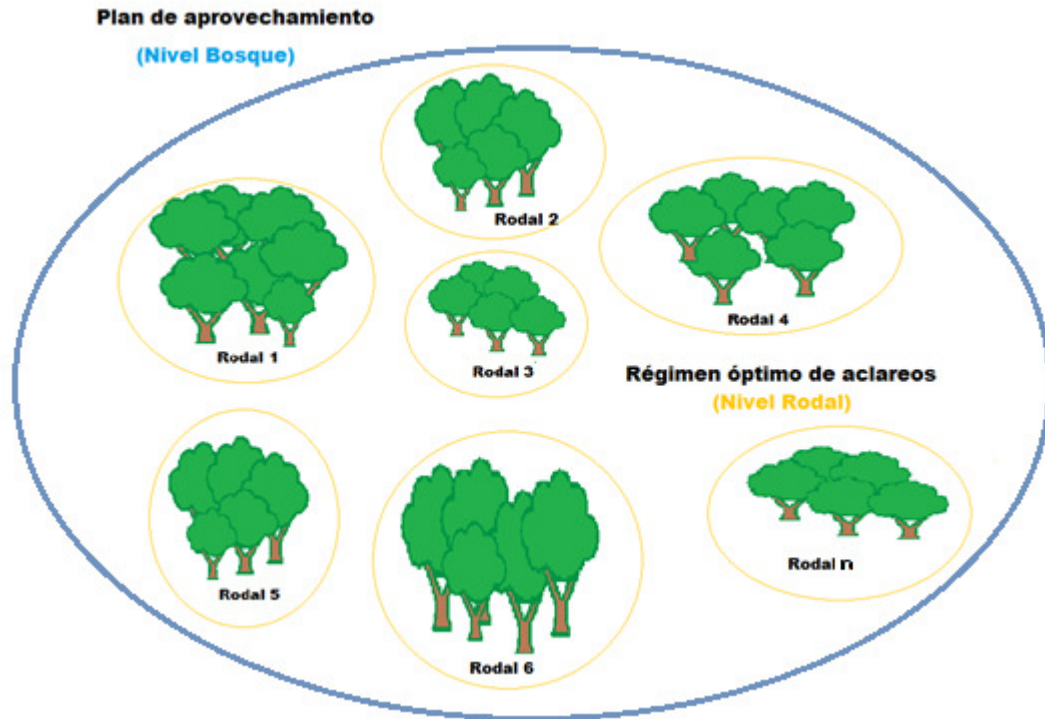 Plan de aprovechamiento
(Nivel Bosque)
Rodal 2
Rodal 4
Rodal 1
Rodal 3
Régimen óptimo de aclareos
(Nivel Rodal)
Rodal n
Rodal 5
Rodal 6